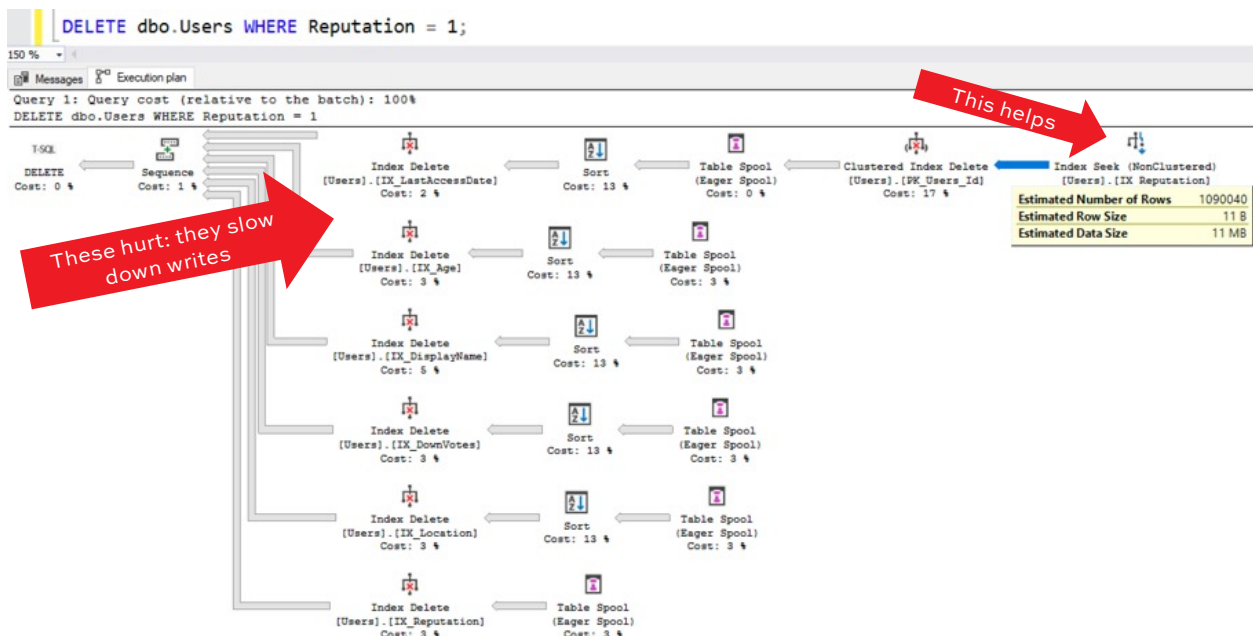 DELETE dbo.Users WHERE Reputation = 1;
150 %
Messages Execution plan
Query 1: Query cost (relative to the batch): 100%
DELETE dbo.Users WHERE Reputation = 1
This helps
T-SQL
DELETE
Cost: 0 %
Sequence
Cost: 1 %
Index Delete
[Users].[IX_LastAccessDate]
Cost: 2 %
Sort
Cost: 13 %
Table Spool
(Eager Spool)
Cost: 0 %
Clustered Index Delete
[Users].[PK_Users_Id]
Cost: 17 %
Index Seek (NonClustered)
[Users].[IX_Reputation]
Estimated Number of Rows 1090040
Estimated Row Size 11 B
Estimated Data Size 11 MB
These hurt: they slow
down writes
Index Delete
[Users].[IX_Age]
Cost: 3 %
Sort
Cost: 13 %
Table Spool
(Eager Spool)
Cost: 3 %
Index Delete
[Users].[IX_DisplayName]
Cost: 5 %
Sort
Cost: 13 %
Table Spool
(Eager Spool)
Cost: 3 %
Index Delete
[Users].[IX_DownVotes]
Cost: 3 %
Sort
Cost: 13 %
Table Spool
(Eager Spool)
Cost: 3 %
Index Delete
[Users].[IX_Location]
Cost: 3 %
Sort
Cost: 13 %
Table Spool
(Eager Spool)
Cost: 3 %
Index Delete
[Users].[IX_Reputation]
Cost: 3 %
Table Spool
(Eager Spool)
Cost: 3 %